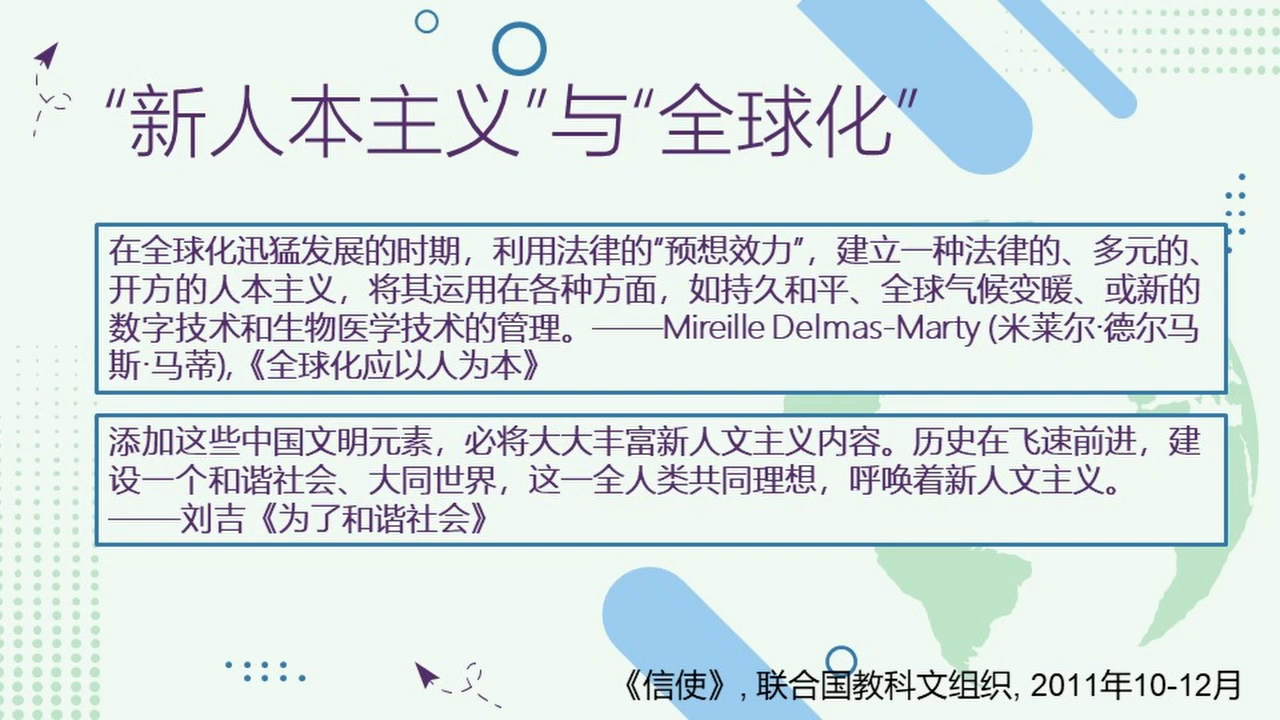 “新人本主义”与“全球化”
在全球化迅猛发展的时期，利用法律的“预想效力”，建立一种法律的、多元的、
开方的人本主义，将其运用在各种方面，如持久和平、全球气候变暖、或新的
数字技术和生物医学技术的管理。——Mireille Delmas-Marty (米莱尔·德尔马
斯·马蒂),《全球化应以人为本》
添加这些中国文明元素，必将大大丰富新人文主义内容。历史在飞速前进，建
设一个和谐社会、大同世界，这一全人类共同理想，呼唤着新人文主义。
——刘吉《为了和谐社会》
《信使》, 联合国教科文组织, 2011年10-12月